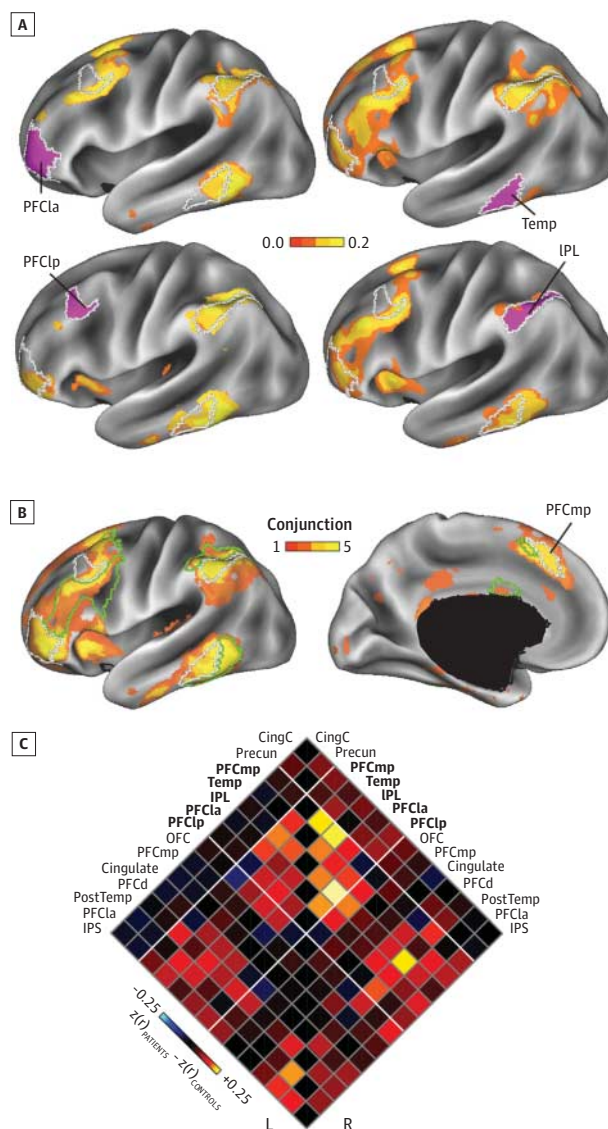 A
PFCla
Temp
0.0 0.2
PFClp
IPL
B
Conjunction
1 5
PFCmp
C
CingC CingC
Precun Precun
PFCmp PFCmp
Temp Temp
IPL IPL
PFCla PFCla
PFClp PFClp
OFC OFC
PFCmp PFCmp
Cingulate Cingulate
PFCd PFCd
PostTemp PostTemp
PFCla PFCla
IPS IPS
-0.25
z(r)PATIENTS - z(r)CONTROLS
+0.25
L R